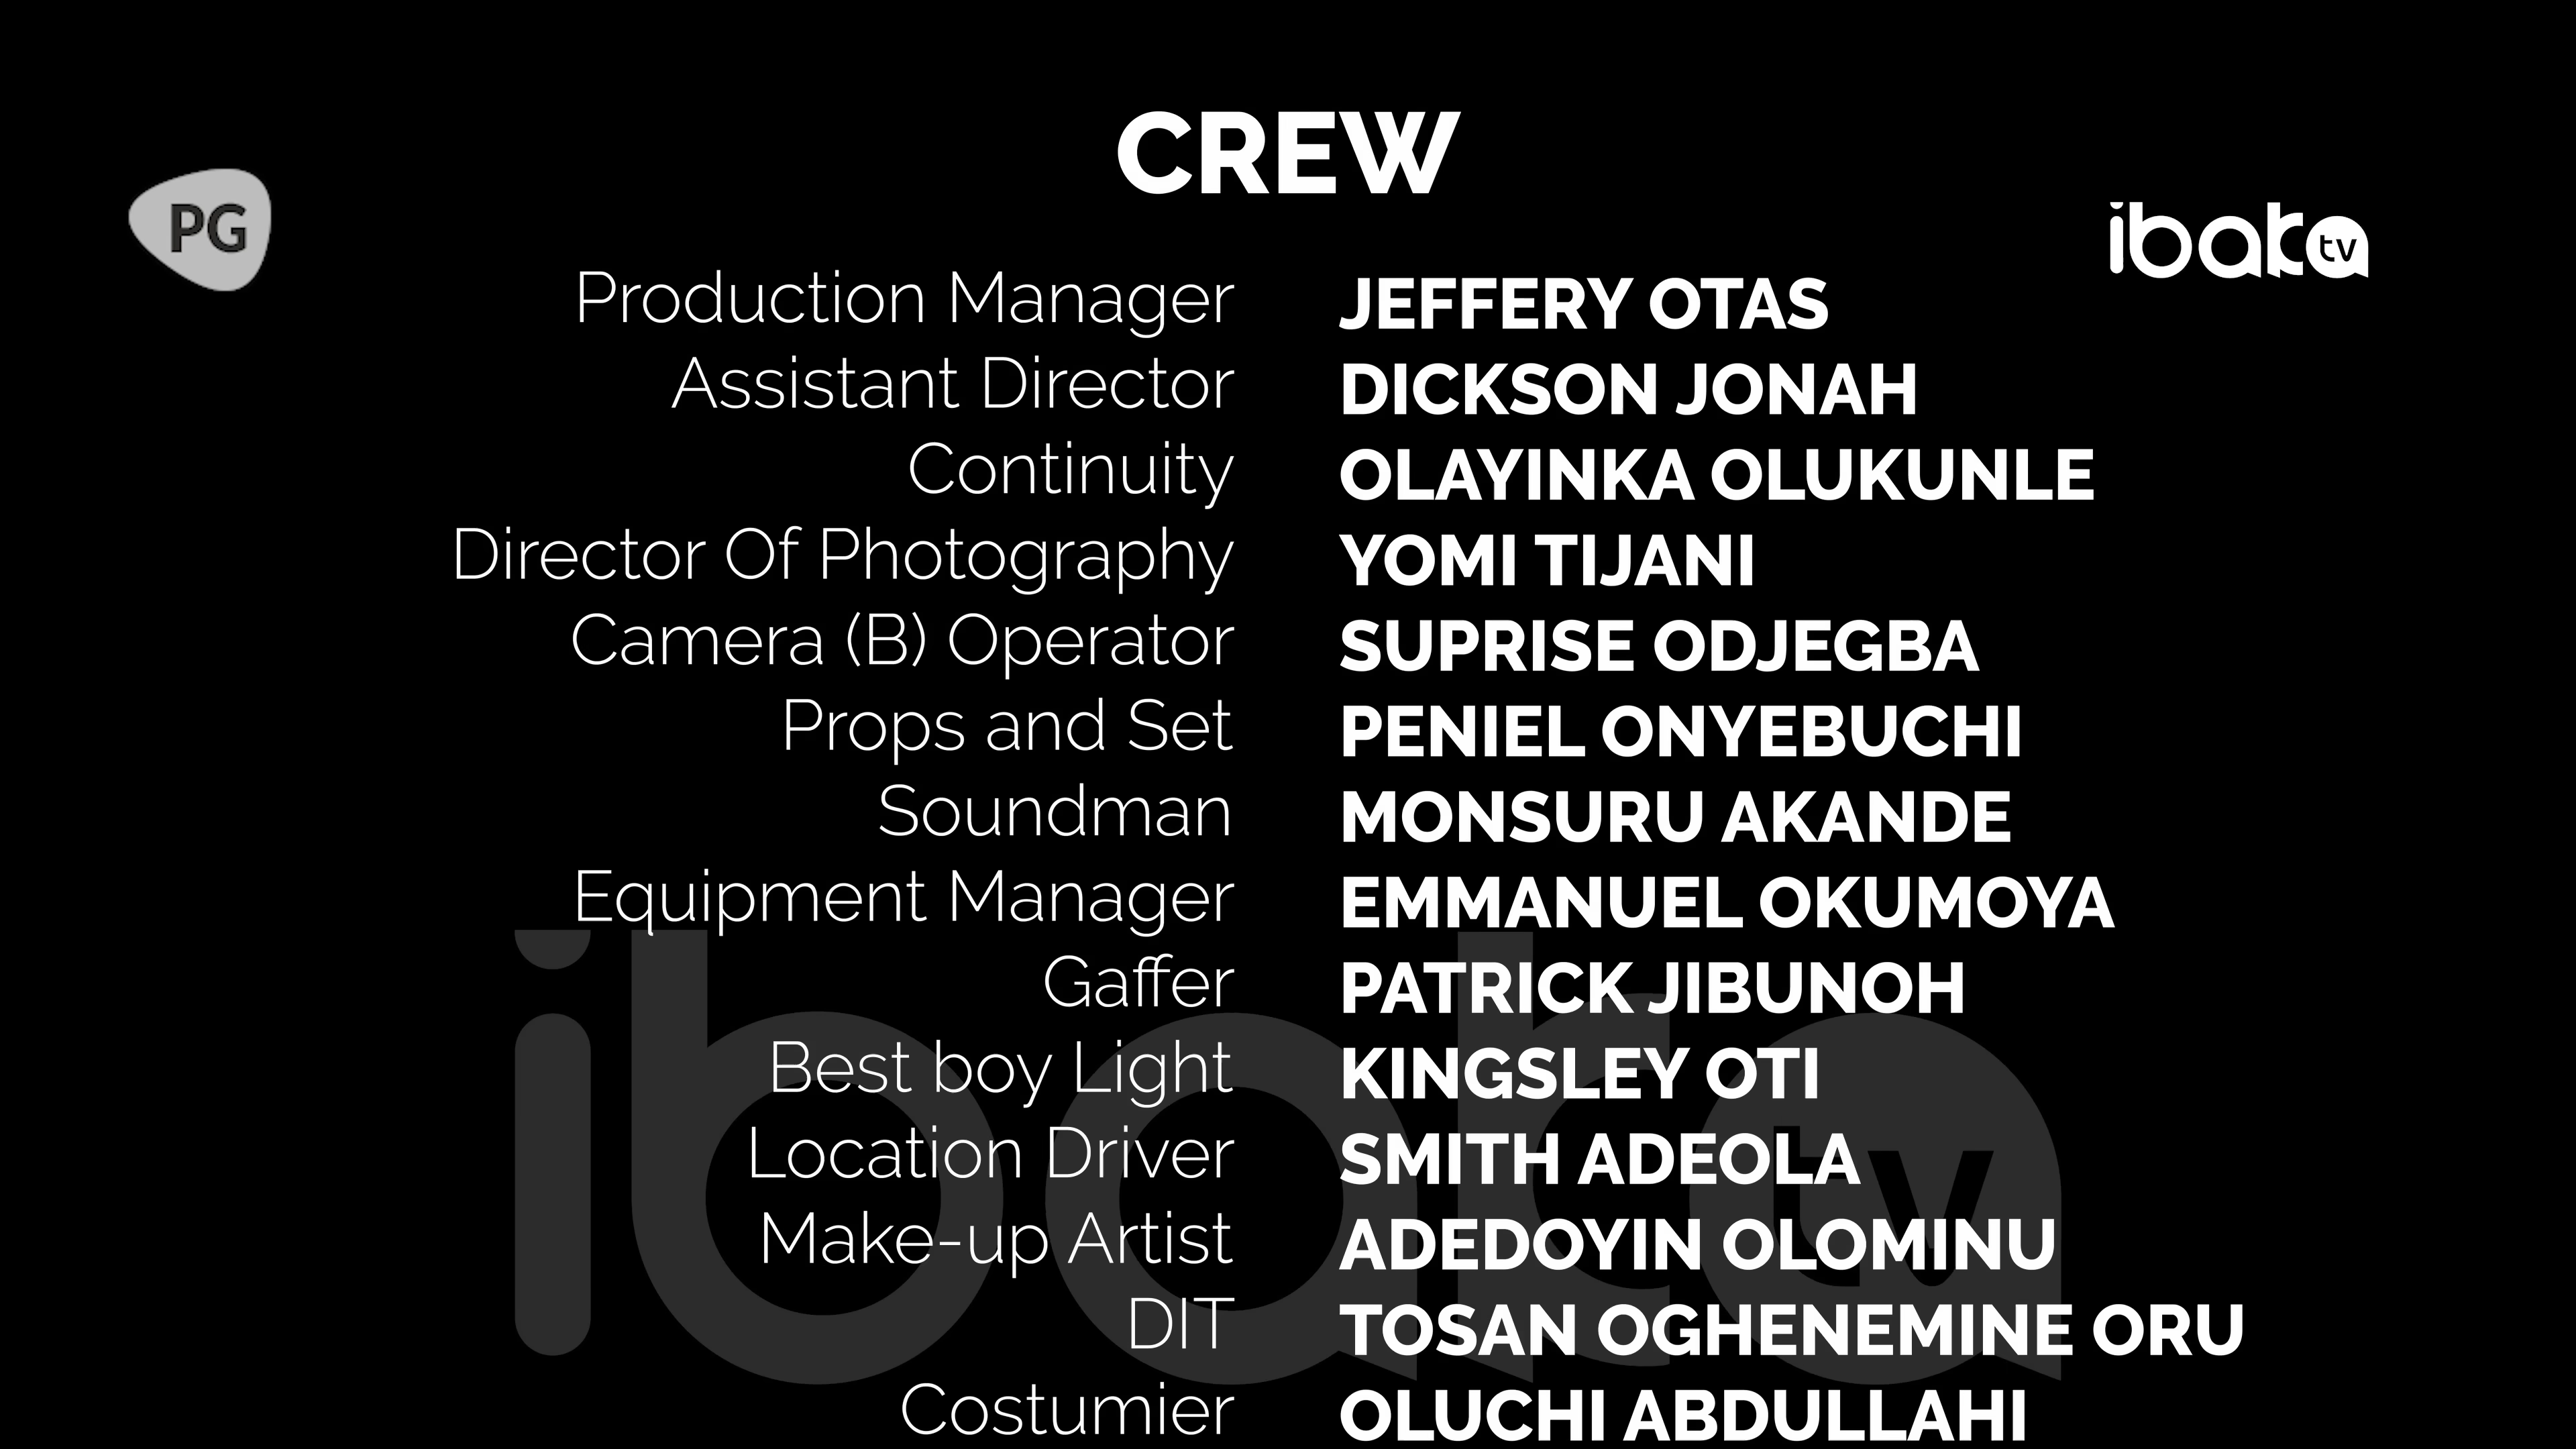 CREW
PG
ibaka tv
Production Manager JEFFERY OTAS
Assistant Director DICKSON JONAH
Continuity OLAYINKA OLUKUNLE
Director Of Photography YOMI TIJANI
Camera (B) Operator SUPRISE ODJEGBA
Props and Set PENIEL ONYEBUCHI
Soundman MONSURU AKANDE
Equipment Manager EMMANUEL OKUMOYA
Gaffer PATRICK JIBUNOH
Best boy Light KINGSLEY OTI
Location Driver SMITH ADEOLA
Make-up Artist ADEDOYIN OLOMINU
DIT TOSAN OGHENEMINE ORU
Costumier OLUCHI ABDULLAHI
ibaka tv